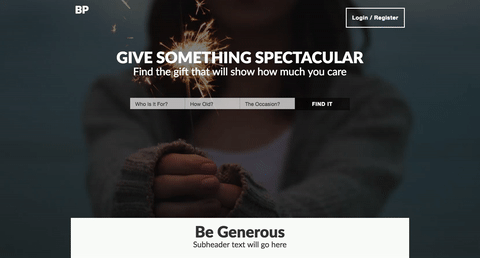 BP
Login / Register
GIVE SOMETHING SPECTACULAR
Find the gift that will show how much you care
Who Is it For?
How Old?
The Occasion?
FIND IT
Be Generous
Subheader text will go here